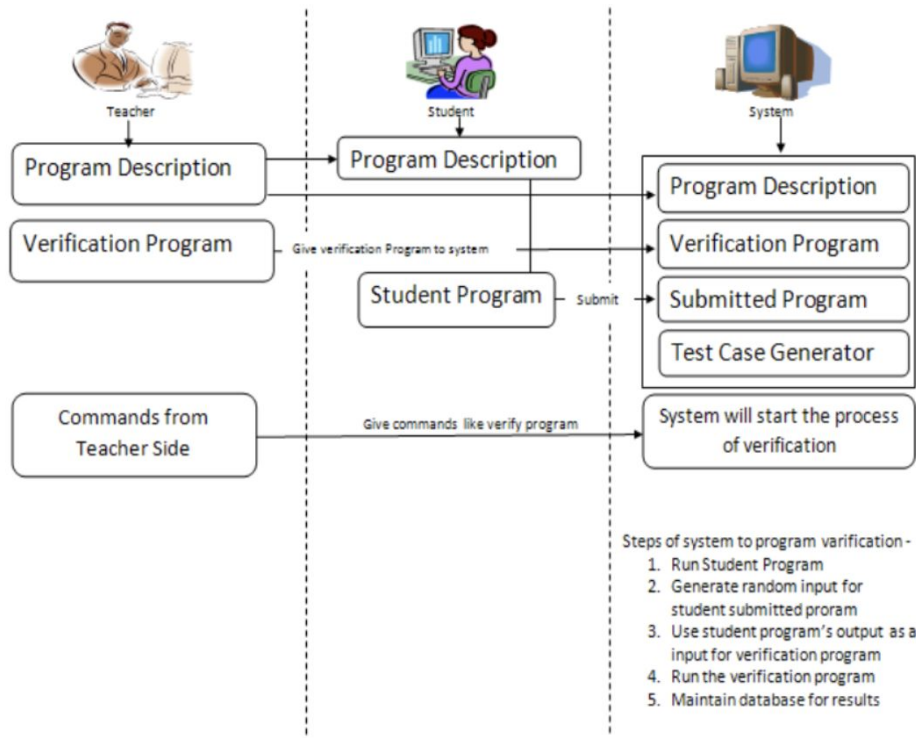 Teacher
Student
System
Program Description
Program Description
Program Description
Verification Program
Give verification Program to system
Verification Program
Student Program
Submit
Submitted Program
Test Case Generator
Commands from
Teacher Side
Give commands like verify program
System will start the process
of verification
Steps of system to program varification -
1. Run Student Program
2. Generate random input for
student submitted proram
3. Use student program's output as a
input for verification program
4. Run the verification program
5. Maintain database for results